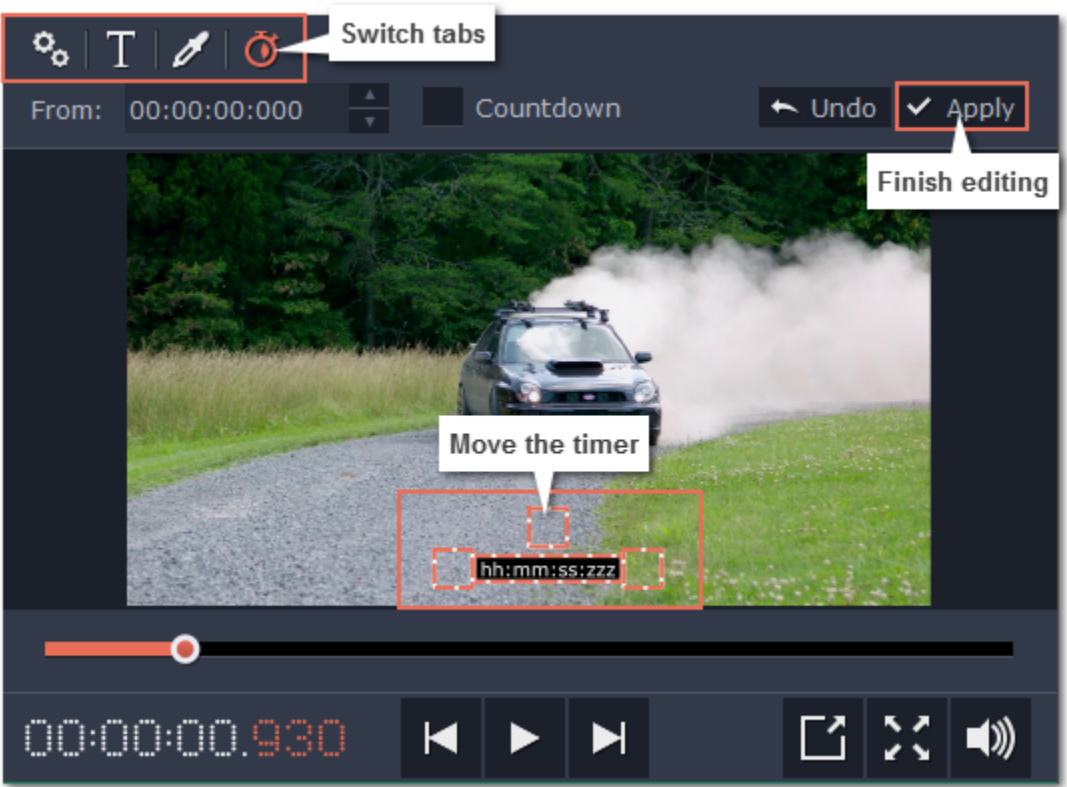 Switch tabs
T
From: 00:00:00:000
Countdown
Undo
Apply
Finish editing
Move the timer
hh:mm:ss:zzz
00:00:00.930